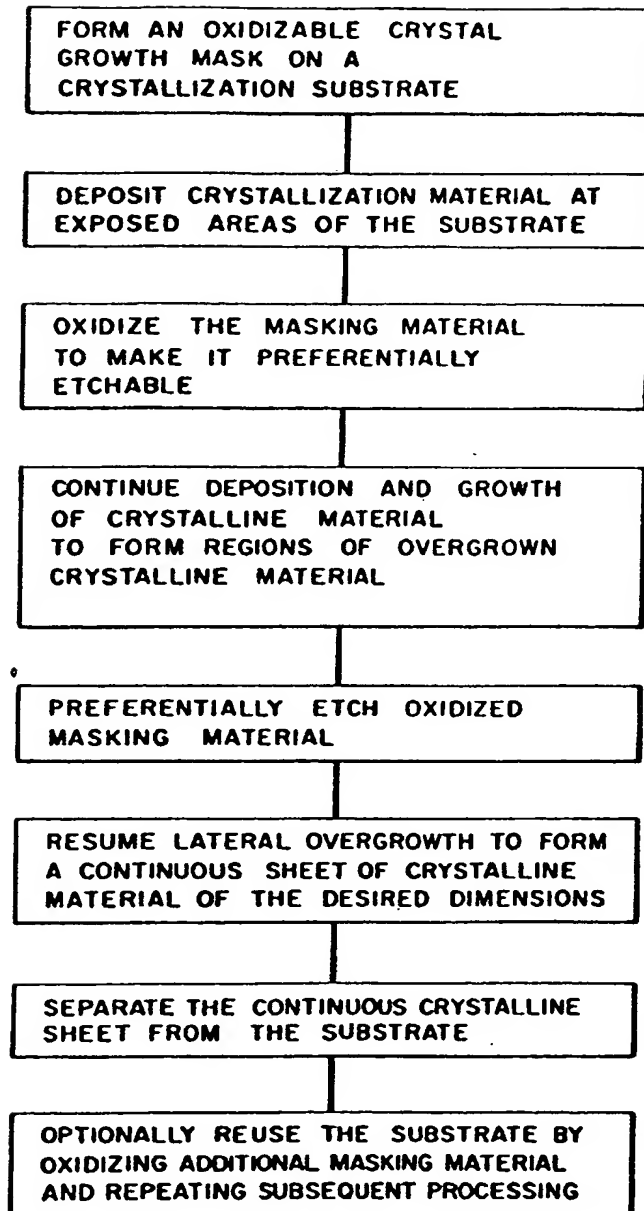 FORM AN OXIDIZABLE CRYSTAL
GROWTH MASK ON A
CRYSTALLIZATION SUBSTRATE
DEPOSIT CRYSTALLIZATION MATERIAL AT
EXPOSED AREAS OF THE SUBSTRATE
OXIDIZE THE MASKING MATERIAL
TO MAKE IT PREFERENTIALLY
ETCHABLE
CONTINUE DEPOSITION AND GROWTH
OF CRYSTALLINE MATERIAL
TO FORM REGIONS OF OVERGROWN
CRYSTALLINE MATERIAL
PREFERENTIALLY ETCH OXIDIZED
MASKING MATERIAL
RESUME LATERAL OVERGROWTH TO FORM
A CONTINUOUS SHEET OF CRYSTALLINE
MATERIAL OF THE DESIRED DIMENSIONS
SEPARATE THE CONTINUOUS CRYSTALLINE
SHEET FROM THE SUBSTRATE
OPTIONALLY REUSE THE SUBSTRATE BY
OXIDIZING ADDITIONAL MASKING MATERIAL
AND REPEATING SUBSEQUENT PROCESSING